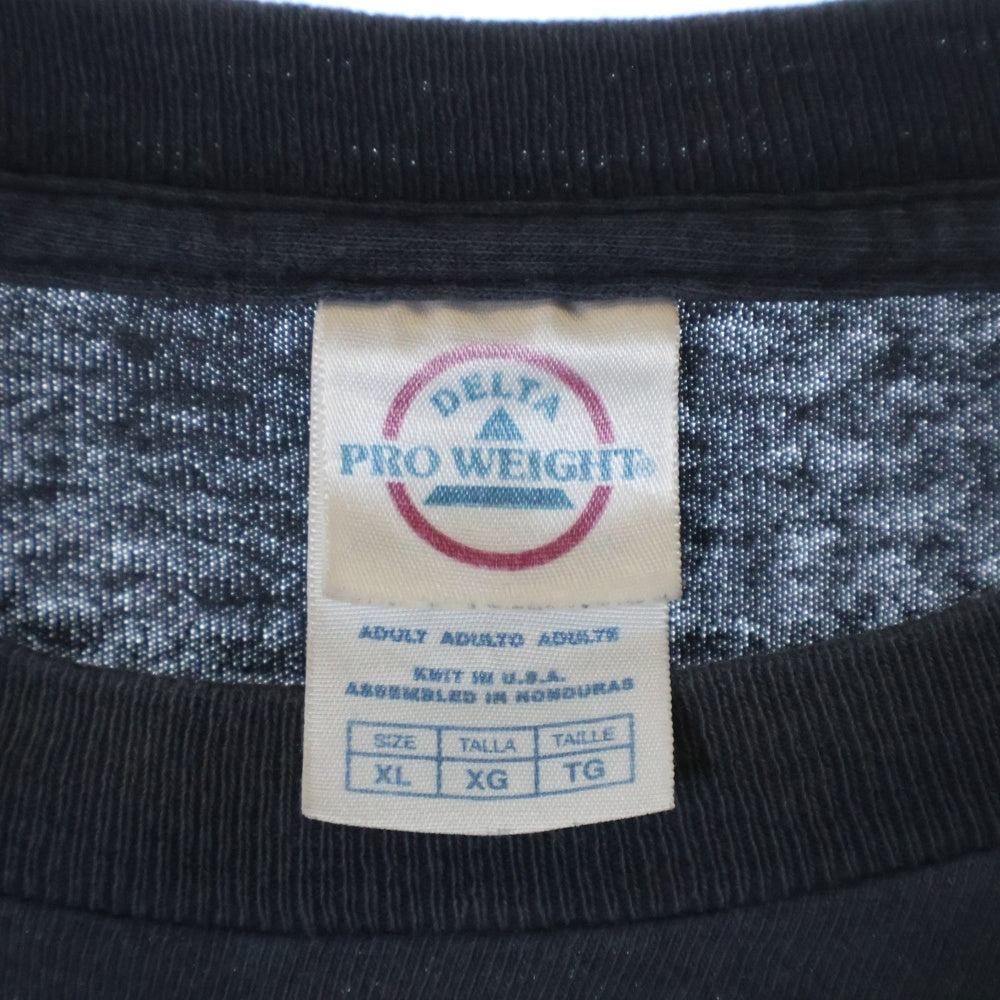 DELTA
PRO WEIGHT®
ADULT ADULTO ADULTE
KNIT IN U.S.A.
ASSEMBLED IN HONDURAS
SIZE TALLA TAILLE
XL XG TG